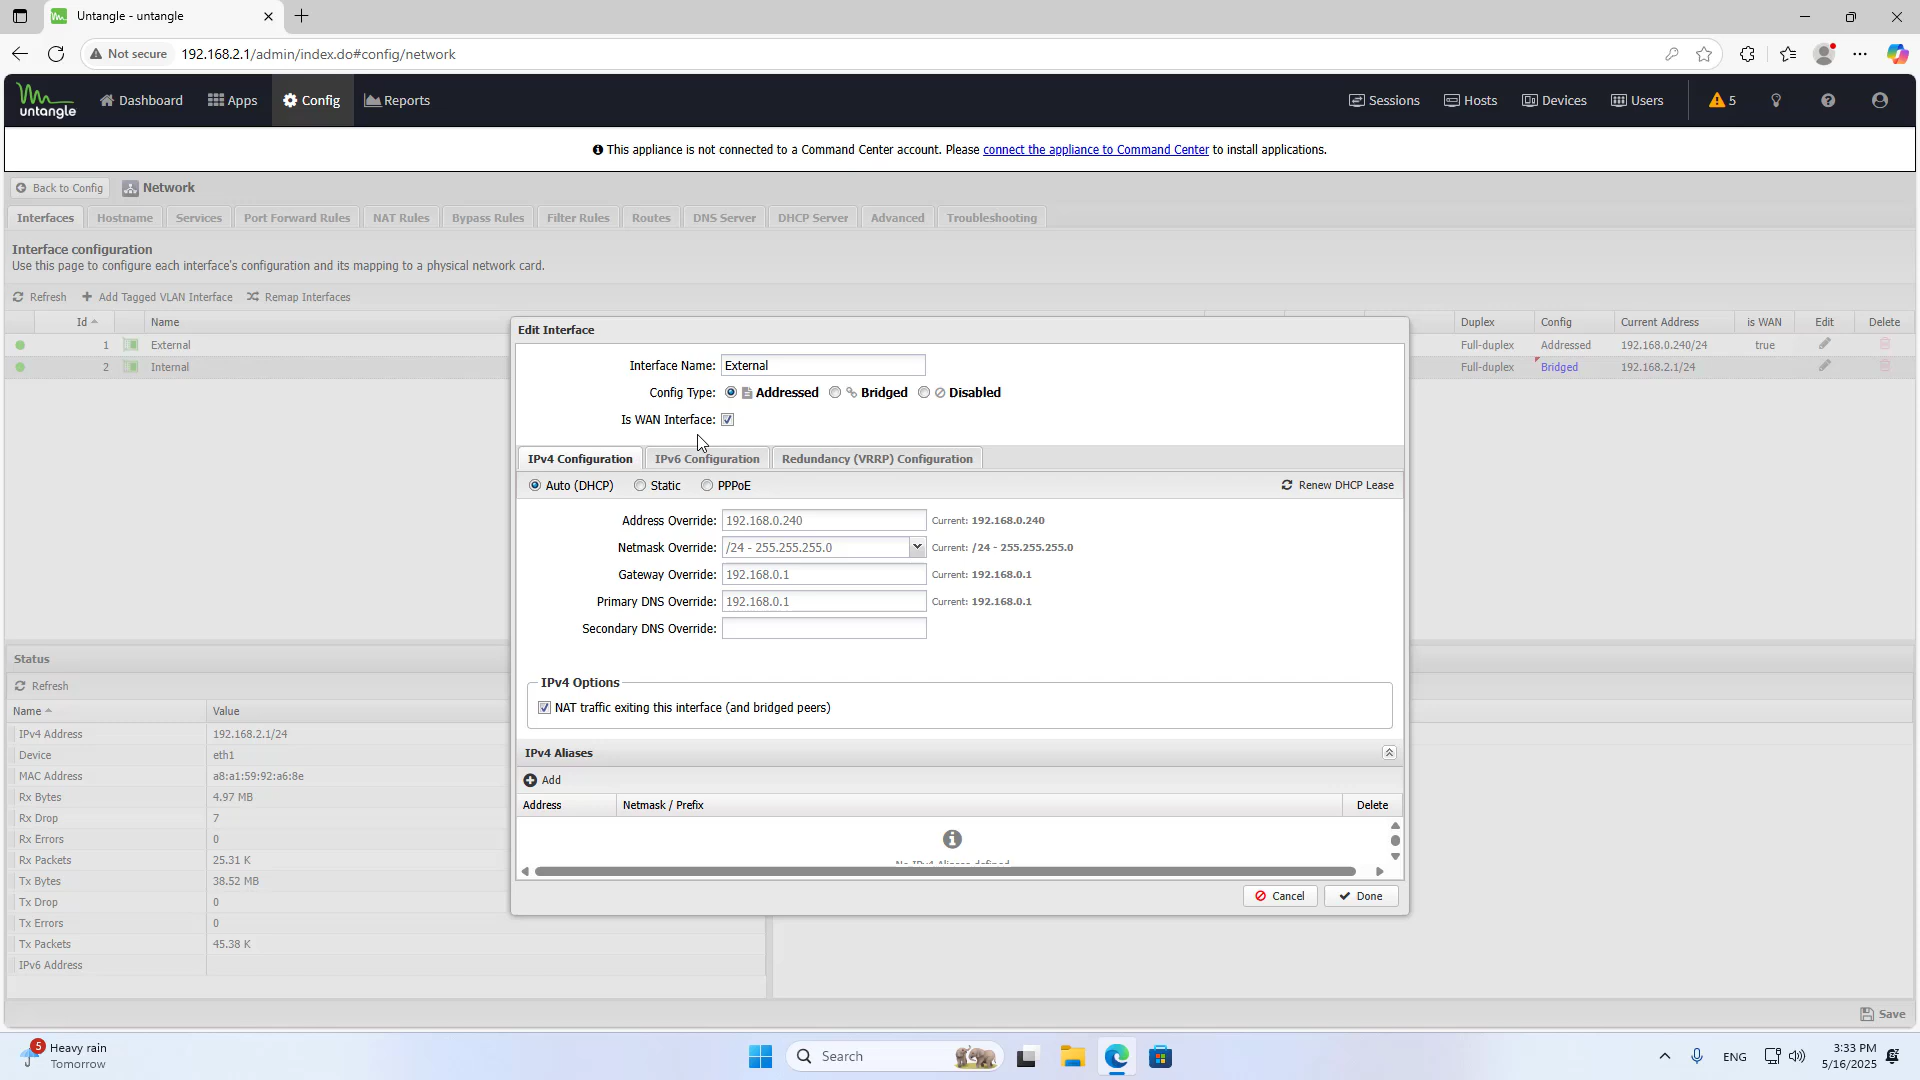 Untangle - untangle
Not secure
192.168.2.1/admin/index.do#config/network
untangle
Dashboard
Apps
Config
Reports
Sessions
Hosts
Devices
Users
5
This appliance is not connected to a Command Center account. Please connect the appliance to Command Center to install applications.
Back to Config
Network
Interfaces
Hostname
Services
Port Forward Rules
NAT Rules
Bypass Rules
Filter Rules
Routes
DNS Server
DHCP Server
Advanced
Troubleshooting
Interface configuration
Use this page to configure each interface's configuration and its mapping to a physical network card.
Refresh
Add Tagged VLAN Interface
Remap Interfaces
Id Name Duplex Config Current Address is WAN Edit Delete
1 External Full-duplex Addressed 192.168.0.240/24 true
2 Internal Full-duplex Bridged 192.168.2.1/24
Edit Interface
Interface Name: External
Config Type: Addressed Bridged Disabled
Is WAN Interface:
IPv4 Configuration
IPv6 Configuration
Redundancy (VRRP) Configuration
Auto (DHCP) Static PPPoE
Renew DHCP Lease
Address Override: 192.168.0.240 Current: 192.168.0.240
Netmask Override: /24 - 255.255.255.0 Current: /24 - 255.255.255.0
Gateway Override: 192.168.0.1 Current: 192.168.0.1
Primary DNS Override: 192.168.0.1 Current: 192.168.0.1
Secondary DNS Override:
IPv4 Options
NAT traffic exiting this interface (and bridged peers)
IPv4 Aliases
Add
Address Netmask / Prefix Delete
No IPv4 Aliases defined
Cancel
Done
Status
Refresh
Name Value
IPv4 Address 192.168.2.1/24
Device eth1
MAC Address a8:a1:59:92:a6:8e
Rx Bytes 4.97 MB
Rx Drop 7
Rx Errors 0
Rx Packets 25.31 K
Tx Bytes 38.52 MB
Tx Drop 0
Tx Errors 0
Tx Packets 45.38 K
IPv6 Address
Save
5
Heavy rain
Tomorrow
Search
ENG
3:33 PM
5/16/2025